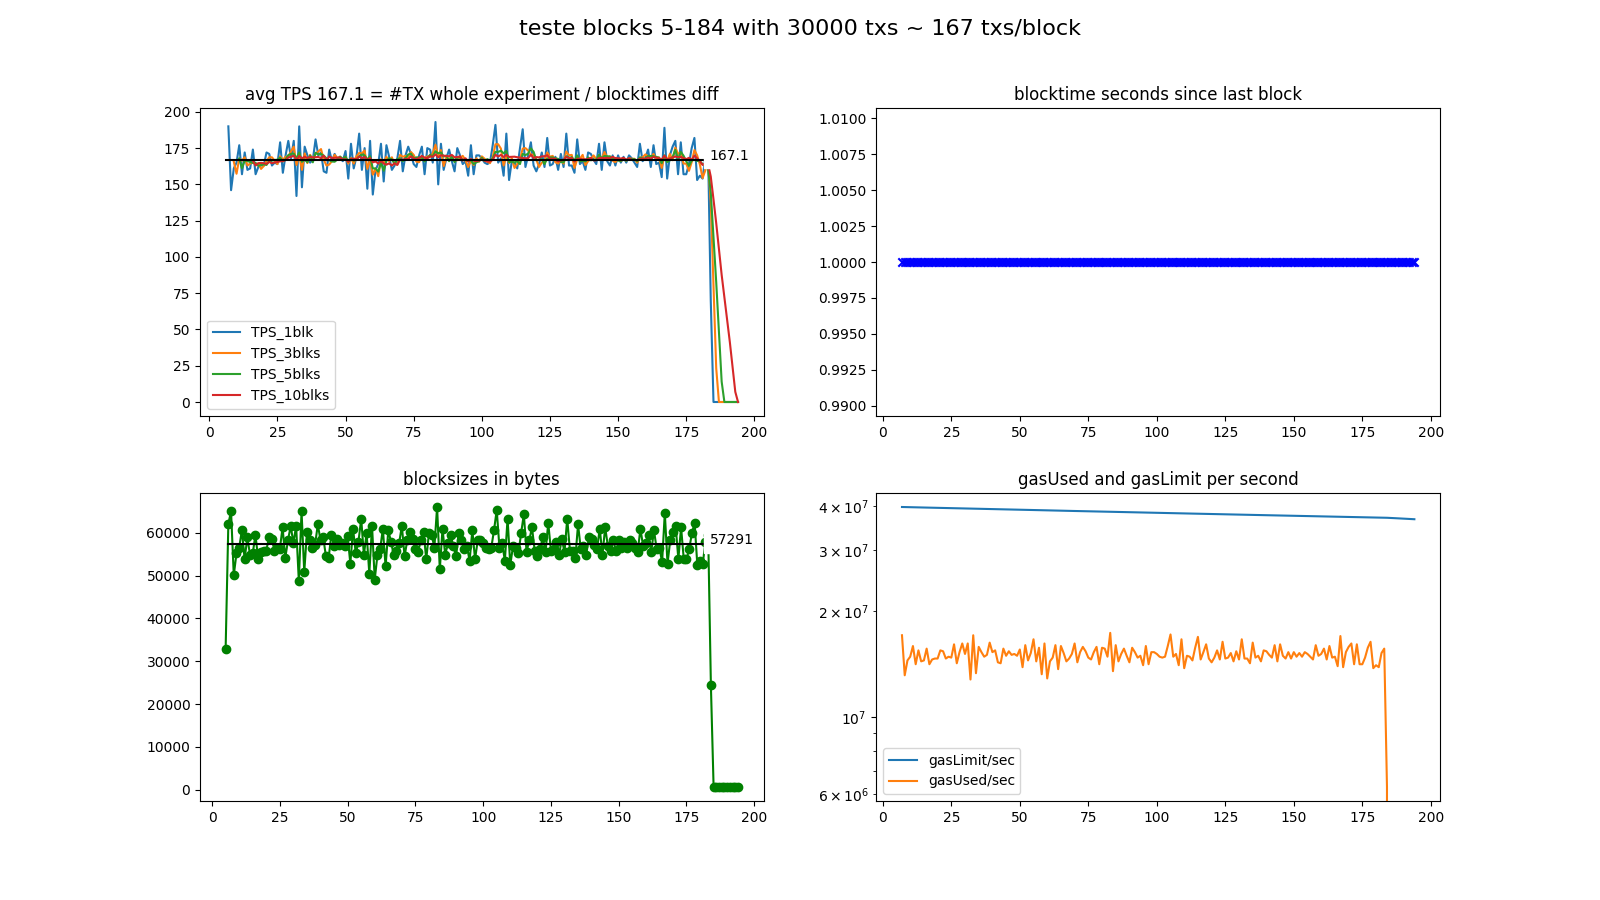 teste blocks 5-184 with 30000 txs ~ 167 txs/block
avg TPS 167.1 = #TX whole experiment / blocktimes diff
200
175
150
125
100
75
50
25
0
167.1
TPS_1blk
TPS_3blks
TPS_5blks
TPS_10blks
0 25 50 75 100 125 150 175 200
blocktime seconds since last block
1.0100
1.0075
1.0050
1.0025
1.0000
0.9975
0.9950
0.9925
0.9900
0 25 50 75 100 125 150 175 200
blocksizes in bytes
60000
50000
40000
30000
20000
10000
0
57291
0 25 50 75 100 125 150 175 200
gasUsed and gasLimit per second
4 × 10⁷
3 × 10⁷
2 × 10⁷
10⁷
6 × 10⁶
gasLimit/sec
gasUsed/sec
0 25 50 75 100 125 150 175 200